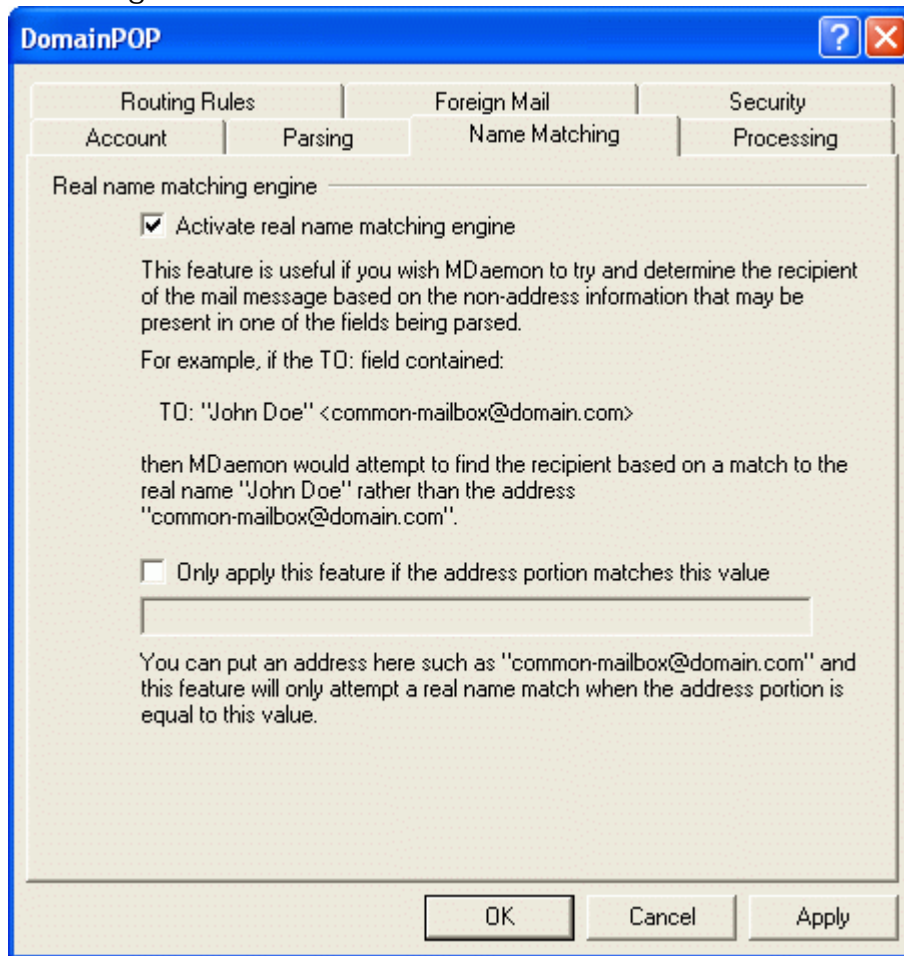 DomainPOP
Routing Rules Foreign Mail Security
Account Parsing Name Matching Processing
Real name matching engine
Activate real name matching engine
This feature is useful if you wish MDaemon to try and determine the recipient
of the mail message based on the non-address information that may be
present in one of the fields being parsed.
For example, if the TO: field contained:
TO: "John Doe" <common-mailbox@domain.com>
then MDaemon would attempt to find the recipient based on a match to the
real name "John Doe" rather than the address
"common-mailbox@domain.com".
Only apply this feature if the address portion matches this value
You can put an address here such as "common-mailbox@domain.com" and
this feature will only attempt a real name match when the address portion is
equal to this value.
OK Cancel Apply